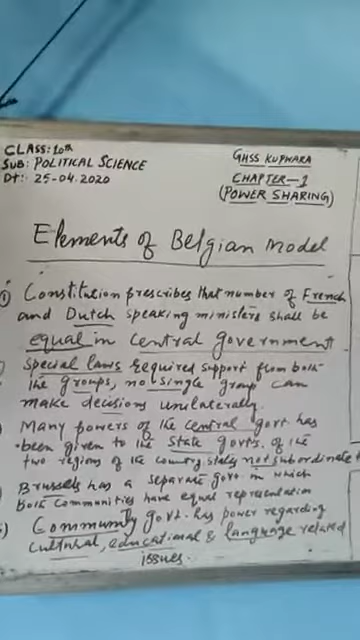 CLASS: 10th
SUB: POLITICAL SCIENCE
DT: 25-04.2020
GHSS KUPWARA
CHAPTER-1
(POWER SHARING)
Elements of Belgian Model
① Constitution prescribes that number of French
and Dutch speaking ministers shall be
equal in central government
Special laws required support from both
the groups, no single group can
make decisions unilaterally.
Many powers of the central govt has
been given to the State govts. of the
two regions of the country. States not subordinate t
Brussels has a separate govt in which
both Communities have equal representation
Community govt. has power regarding
cultural, educational & language related
issues.